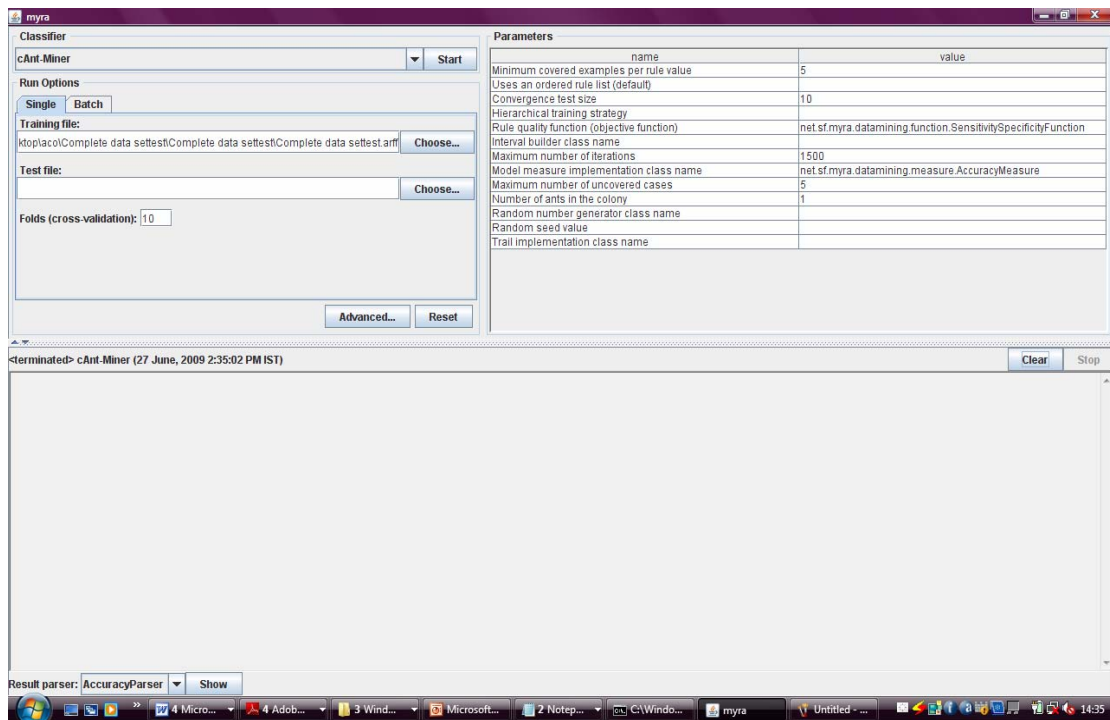 myra
Classifier
cAnt-Miner Start
Run Options
Single Batch
Training file:
ktop\aco\Complete data settest\Complete data settest\Complete data settest.arff Choose...
Test file:
Choose...
Folds (cross-validation): 10
Advanced... Reset
Parameters
name value
Minimum covered examples per rule value 5
Uses an ordered rule list (default)
Convergence test size 10
Hierarchical training strategy
Rule quality function (objective function) net.sf.myra.datamining.function.SensitivitySpecificityFunction
Interval builder class name
Maximum number of iterations 1500
Model measure implementation class name net.sf.myra.datamining.measure.AccuracyMeasure
Maximum number of uncovered cases 5
Number of ants in the colony 1
Random number generator class name
Random seed value
Trail implementation class name
<terminated> cAnt-Miner (27 June, 2009 2:35:02 PM IST) Clear Stop
Result parser: AccuracyParser Show
4 Micro... 4 Adob... 3 Wind... Microsoft... 2 Notep... C:\Windo... myra Untitled - ... 14:35